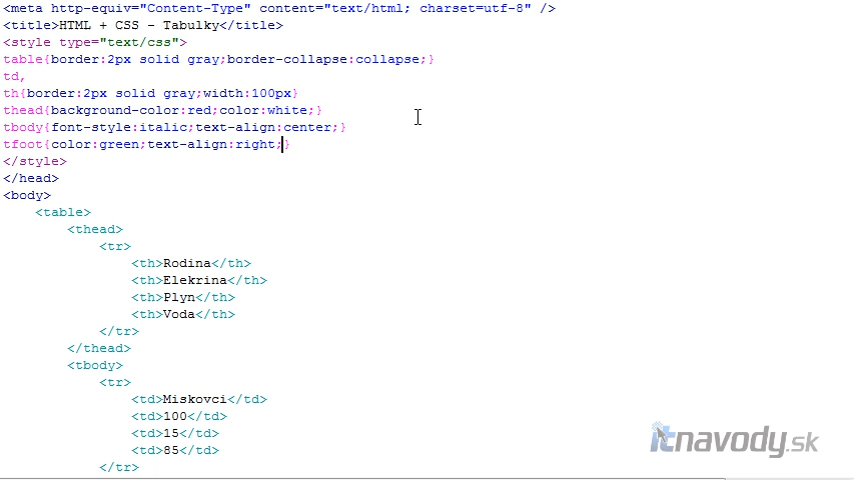 <meta http-equiv="Content-Type" content="text/html; charset=utf-8" />
<title>HTML + CSS - Tabulky</title>
<style type="text/css">
table{border:2px solid gray;border-collapse:collapse;}
td,
th{border:2px solid gray;width:100px}
thead{background-color:red;color:white;}
tbody{font-style:italic;text-align:center;}
tfoot{color:green;text-align:right;}
</style>
</head>
<body>
<table>
<thead>
<tr>
<th>Rodina</th>
<th>Elekrina</th>
<th>Plyn</th>
<th>Voda</th>
</tr>
</thead>
<tbody>
<tr>
<td>Miskovci</td>
<td>100</td>
<td>15</td>
<td>85</td>
</tr>
itnavody.sk